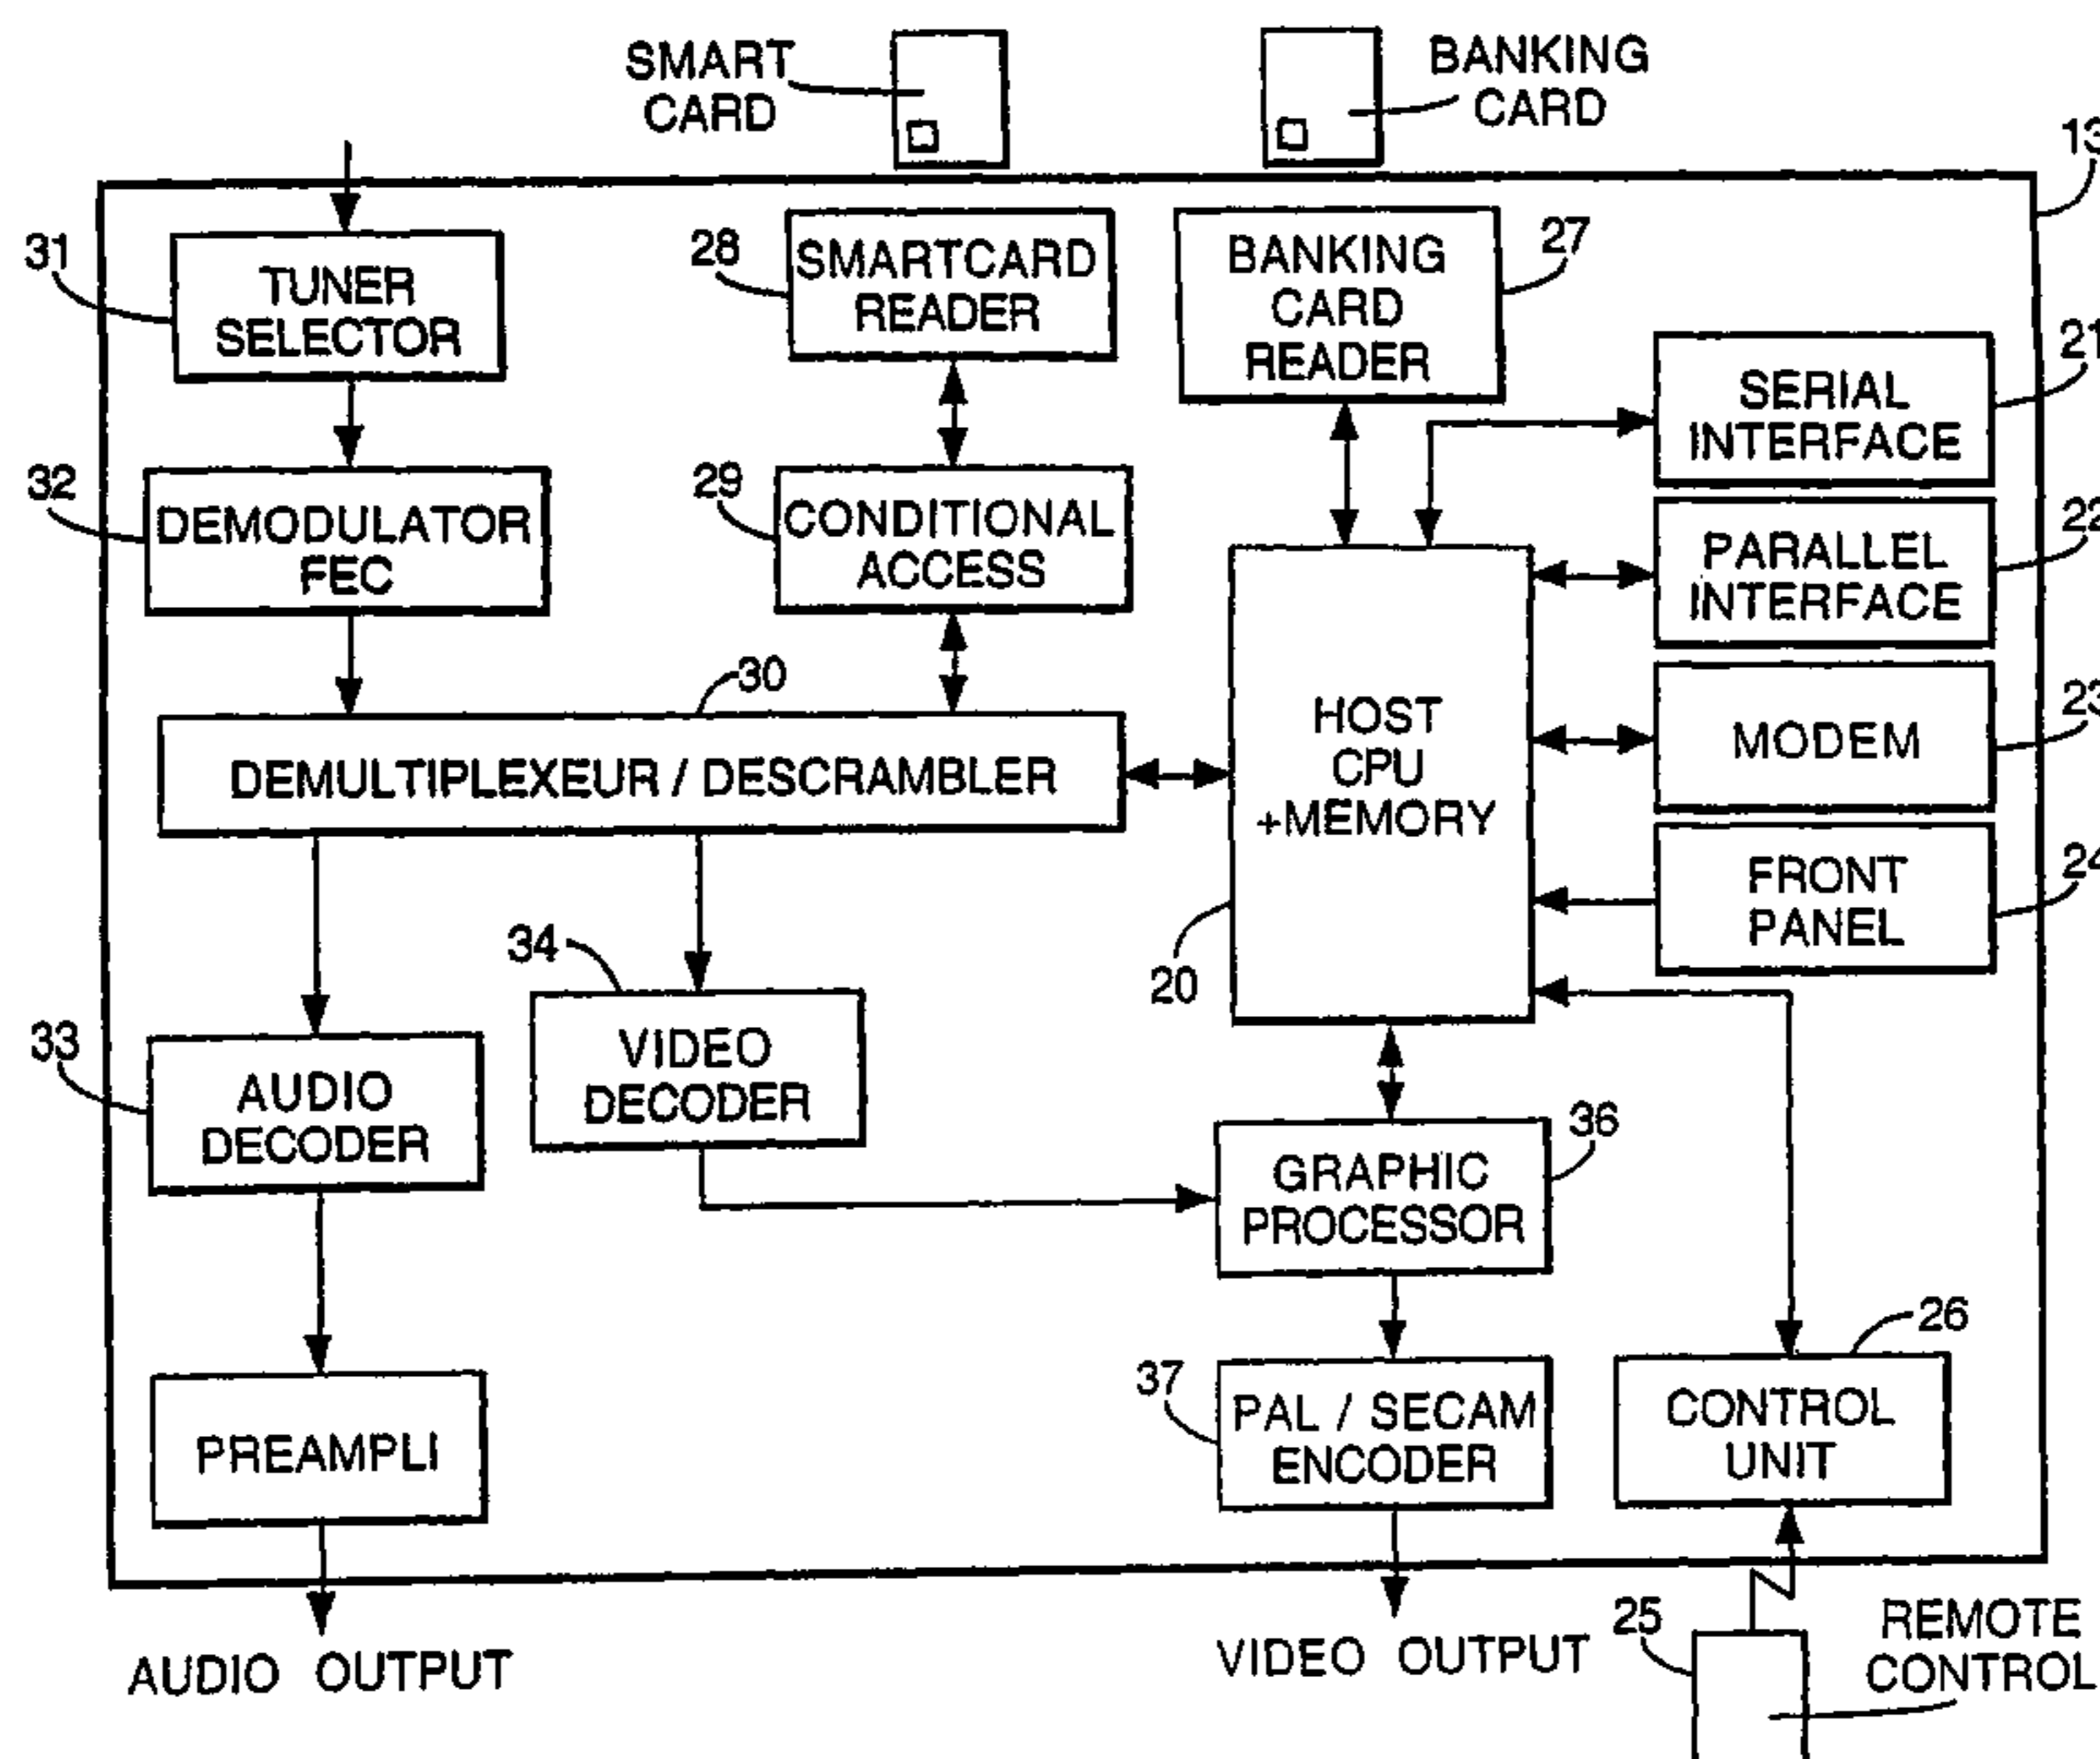 SMART
CARD
BANKING
CARD
13
31
TUNER
SELECTOR
28
SMARTCARD
READER
BANKING
CARD
READER
27
21
SERIAL
INTERFACE
32
DEMODULATOR
FEC
29
CONDITIONAL
ACCESS
22
PARALLEL
INTERFACE
30
DEMULTIPLEXEUR / DESCRAMBLER
HOST
CPU
+MEMORY
20
23
MODEM
24
FRONT
PANEL
34
VIDEO
DECODER
33
AUDIO
DECODER
36
GRAPHIC
PROCESSOR
PREAMPLI
37
PAL / SECAM
ENCODER
26
CONTROL
UNIT
AUDIO OUTPUT
VIDEO OUTPUT
25
REMOTE
CONTROL